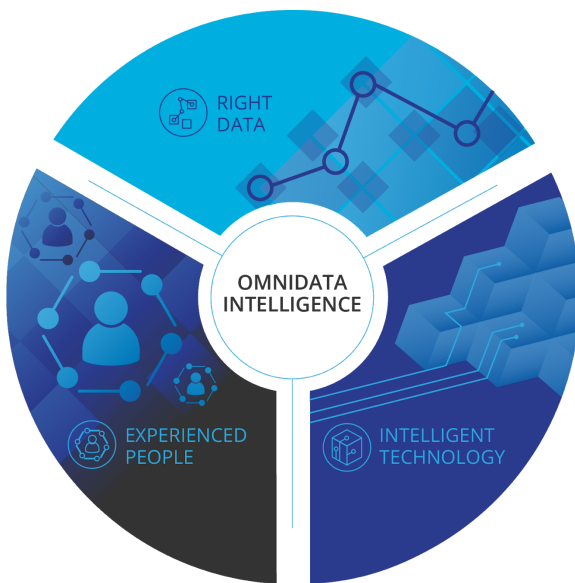 RIGHT
DATA
OMNIDATA
INTELLIGENCE
EXPERIENCED
PEOPLE
INTELLIGENT
TECHNOLOGY